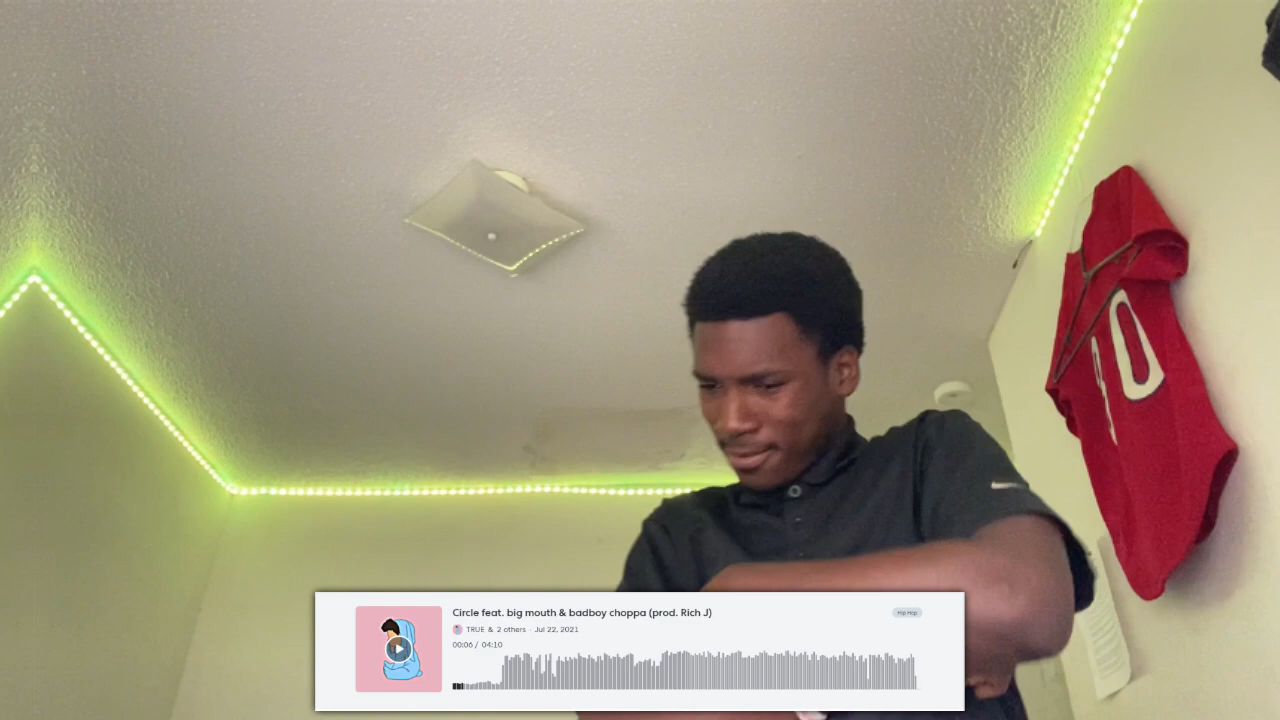 90
Circle feat. big mouth & badboy choppa (prod. Rich J)
Hip Hop
TRUE & 2 others · Jul 22, 2021
00:06 / 04:10